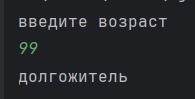 введите возраст
99
долгожитель